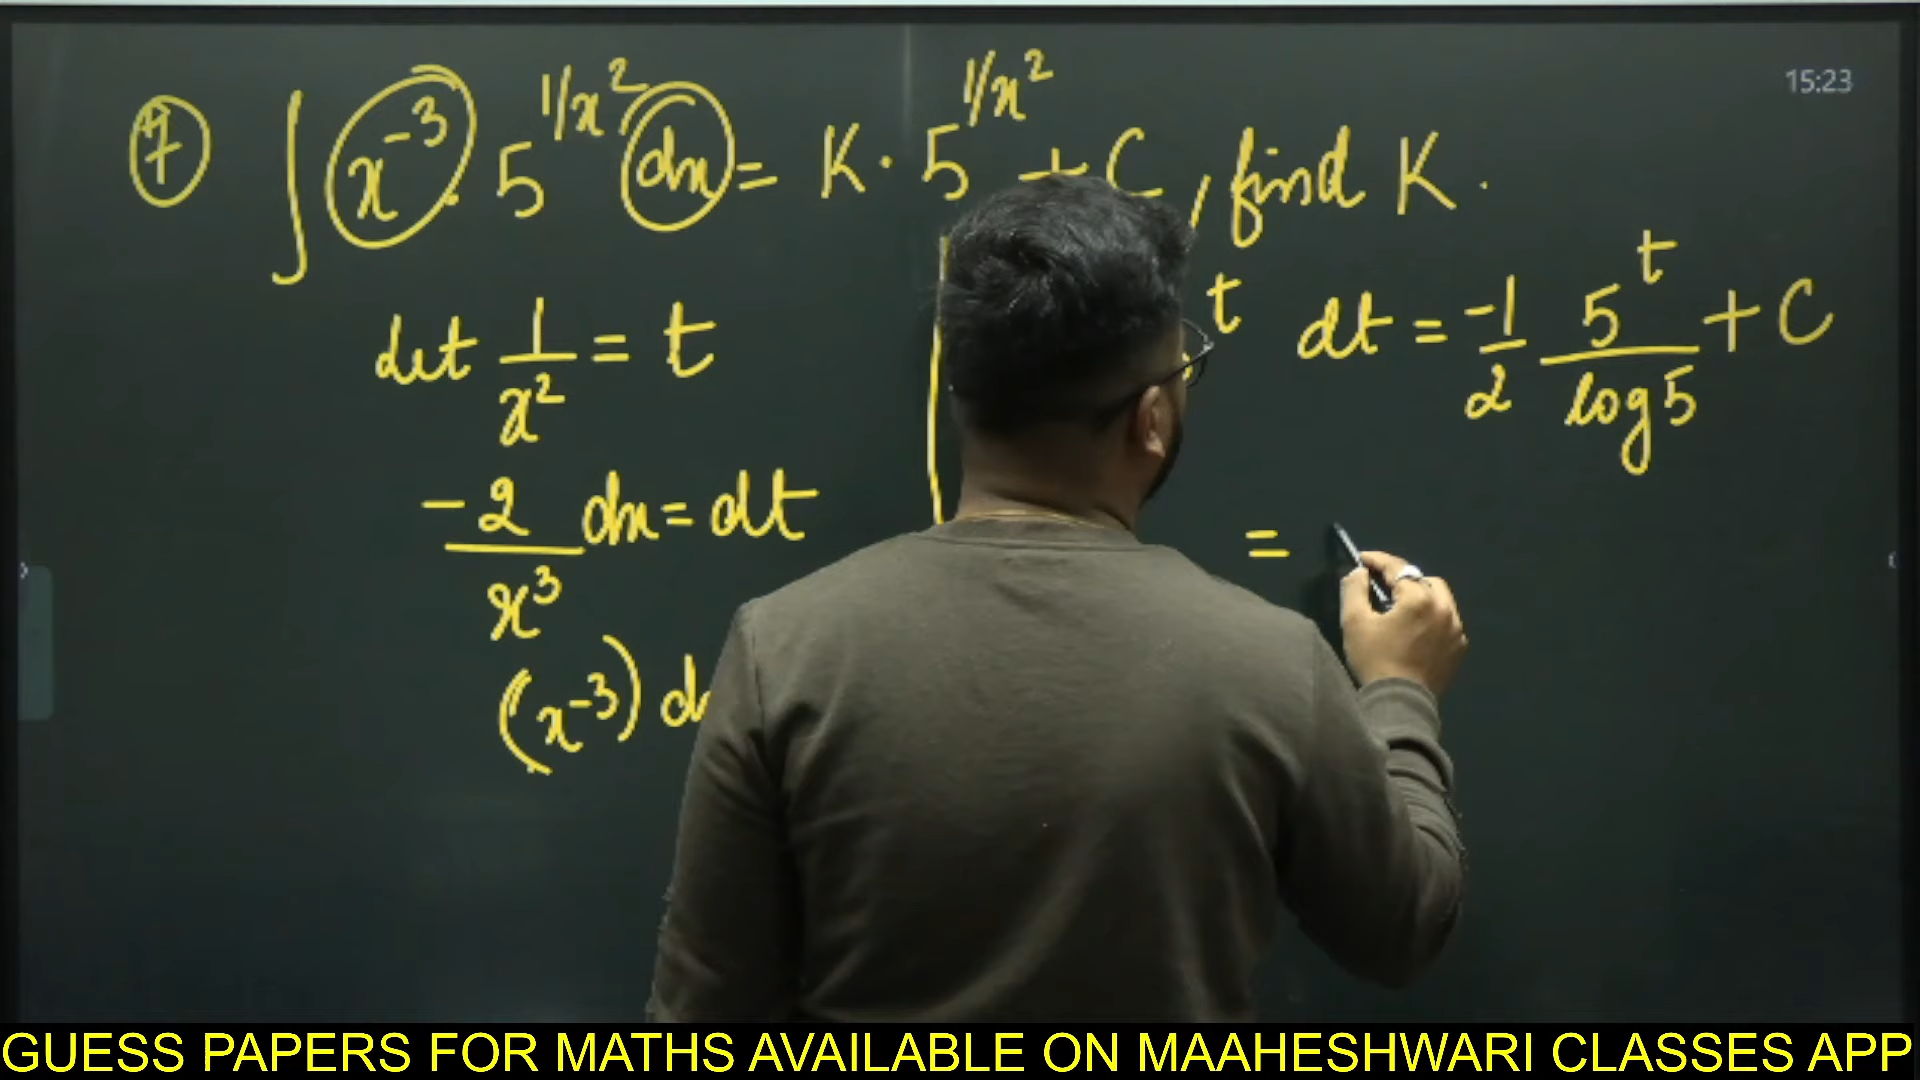 ⑦ ∫ x⁻³ . 5^(1/x²) dx = K · 5^(1/x²) + C , find K .
15:23
let 1/x² = t
-2/x³ dx = dt
(x⁻³) d
t dt = -1/2 5^t/log5 + C
=
GUESS PAPERS FOR MATHS AVAILABLE ON MAAHESHWARI CLASSES APP